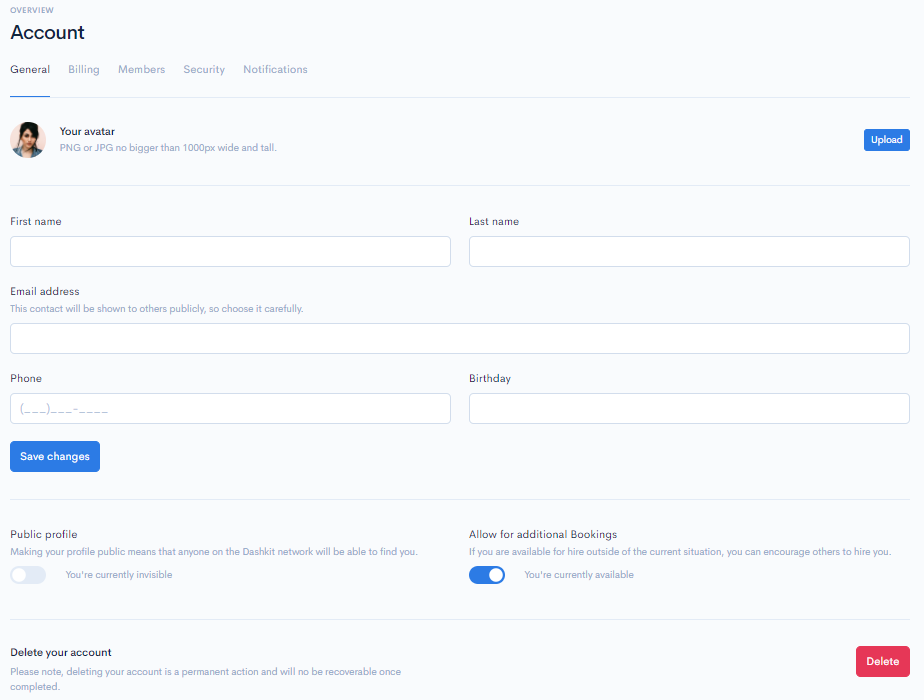 OVERVIEW
Account
General Billing Members Security Notifications
Your avatar
PNG or JPG no bigger than 1000px wide and tall.
Upload
First name
Last name
Email address
This contact will be shown to others publicly, so choose it carefully.
Phone
Birthday
(___)___-____
Save changes
Public profile
Making your profile public means that anyone on the Dashkit network will be able to find you.
You're currently invisible
Allow for additional Bookings
If you are available for hire outside of the current situation, you can encourage others to hire you.
You're currently available
Delete your account
Please note, deleting your account is a permanent action and will no be recoverable once
completed.
Delete